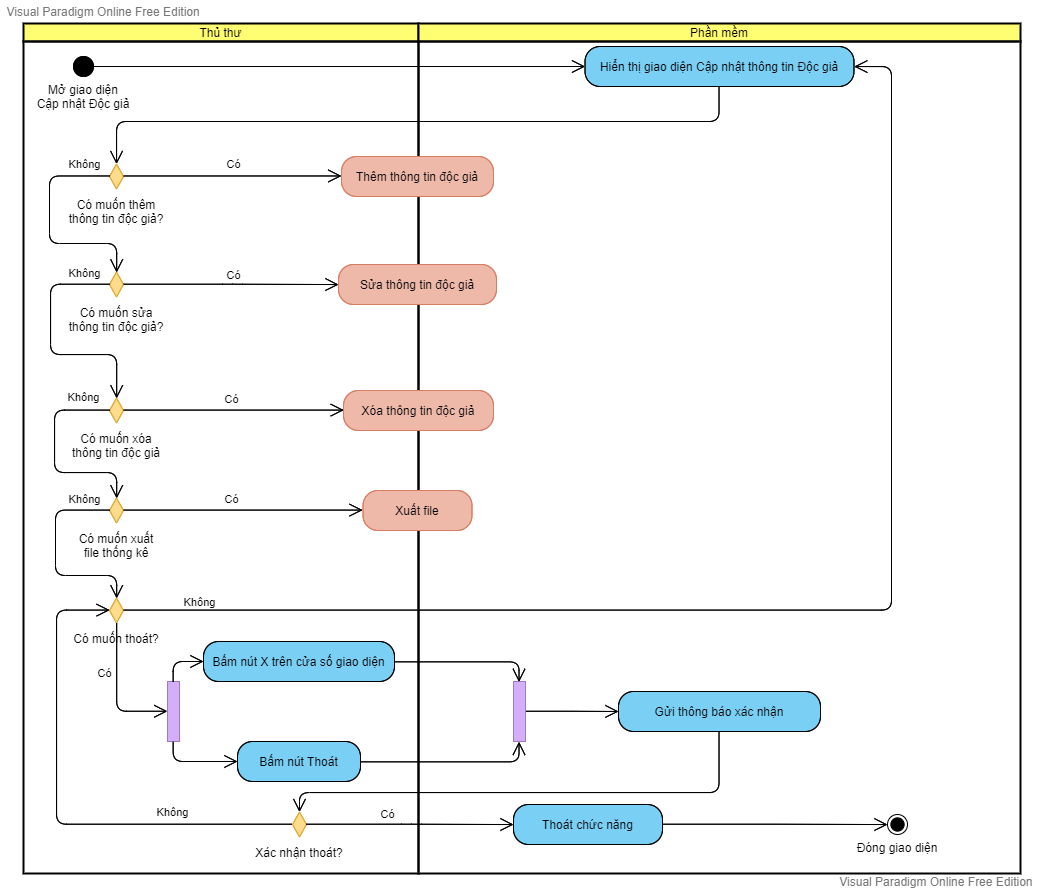 Visual Paradigm Online Free Edition
Thủ thư
Phần mềm
Hiển thị giao diện Cập nhật thông tin Độc giả
Mở giao diện
Cập nhật Độc giả
Không
Có
Thêm thông tin độc giả
Có muốn thêm
thông tin độc giả?
Không
Có
Sửa thông tin độc giả
Có muốn sửa
thông tin độc giả?
Không
Có
Xóa thông tin độc giả
Có muốn xóa
thông tin độc giả
Không
Có
Xuất file
Có muốn xuất
file thống kê
Không
Có muốn thoát?
Có
Bấm nút X trên cửa sổ giao diện
Gửi thông báo xác nhận
Bấm nút Thoát
Không
Có
Thoát chức năng
Xác nhận thoát?
Đóng giao diện
Visual Paradigm Online Free Edition